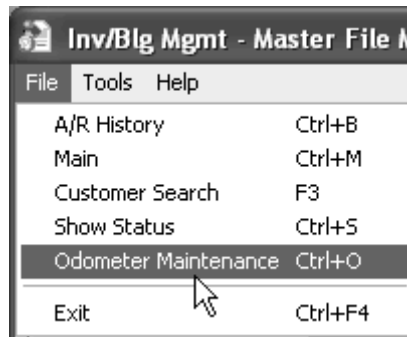 Inv/Blg Mgmt - Master File
File Tools Help
A/R History Ctrl+B
Main Ctrl+M
Customer Search F3
Show Status Ctrl+S
Odometer Maintenance Ctrl+O
Exit Ctrl+F4